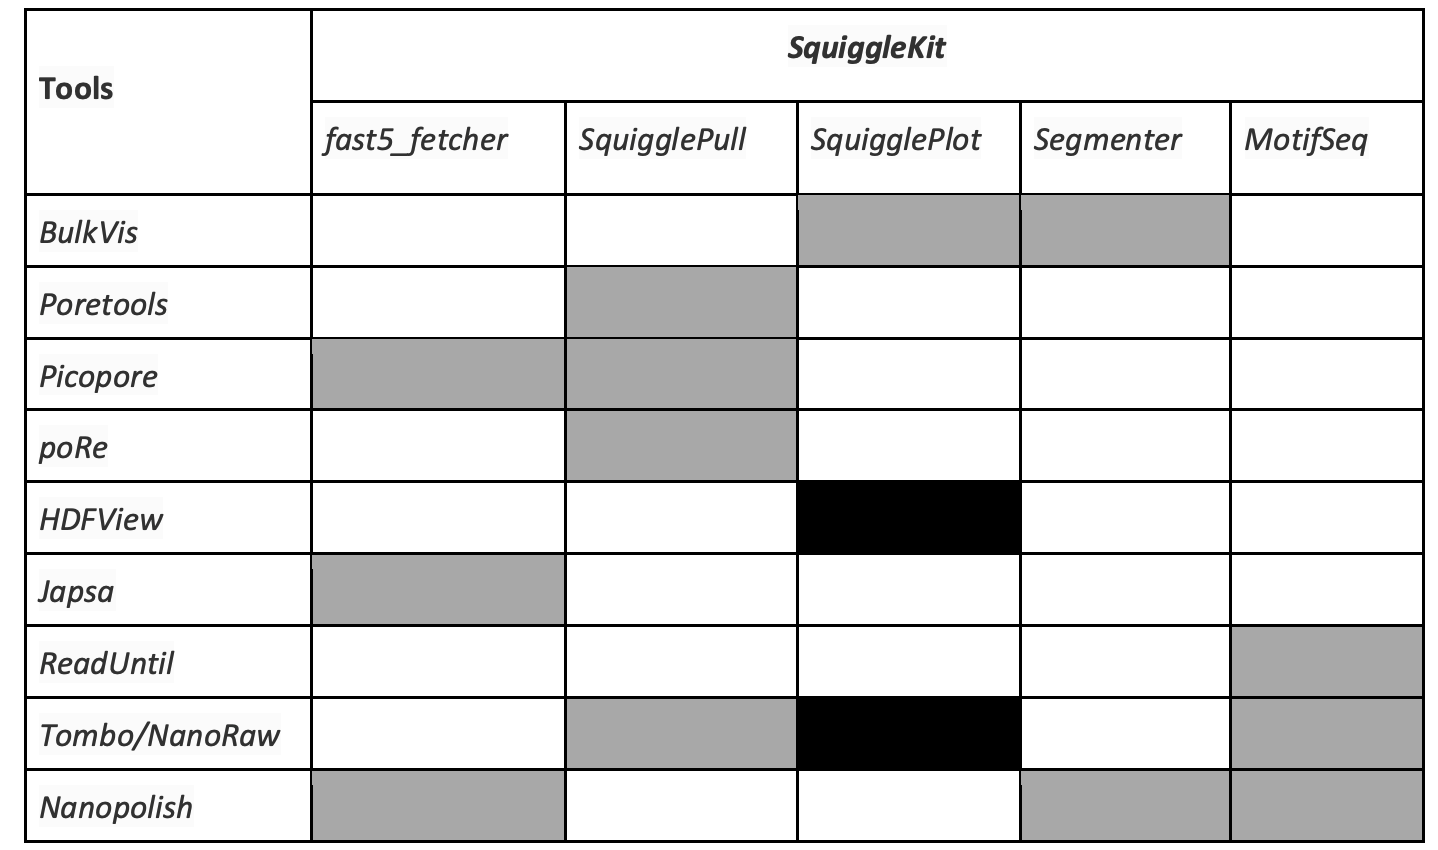 Tools
SquiggleKit
fast5_fetcher
SquigglePull
SquigglePlot
Segmenter
MotifSeq
BulkVis
Poretools
Picopore
poRe
HDFView
Japsa
ReadUntil
Tombo/NanoRaw
Nanopolish